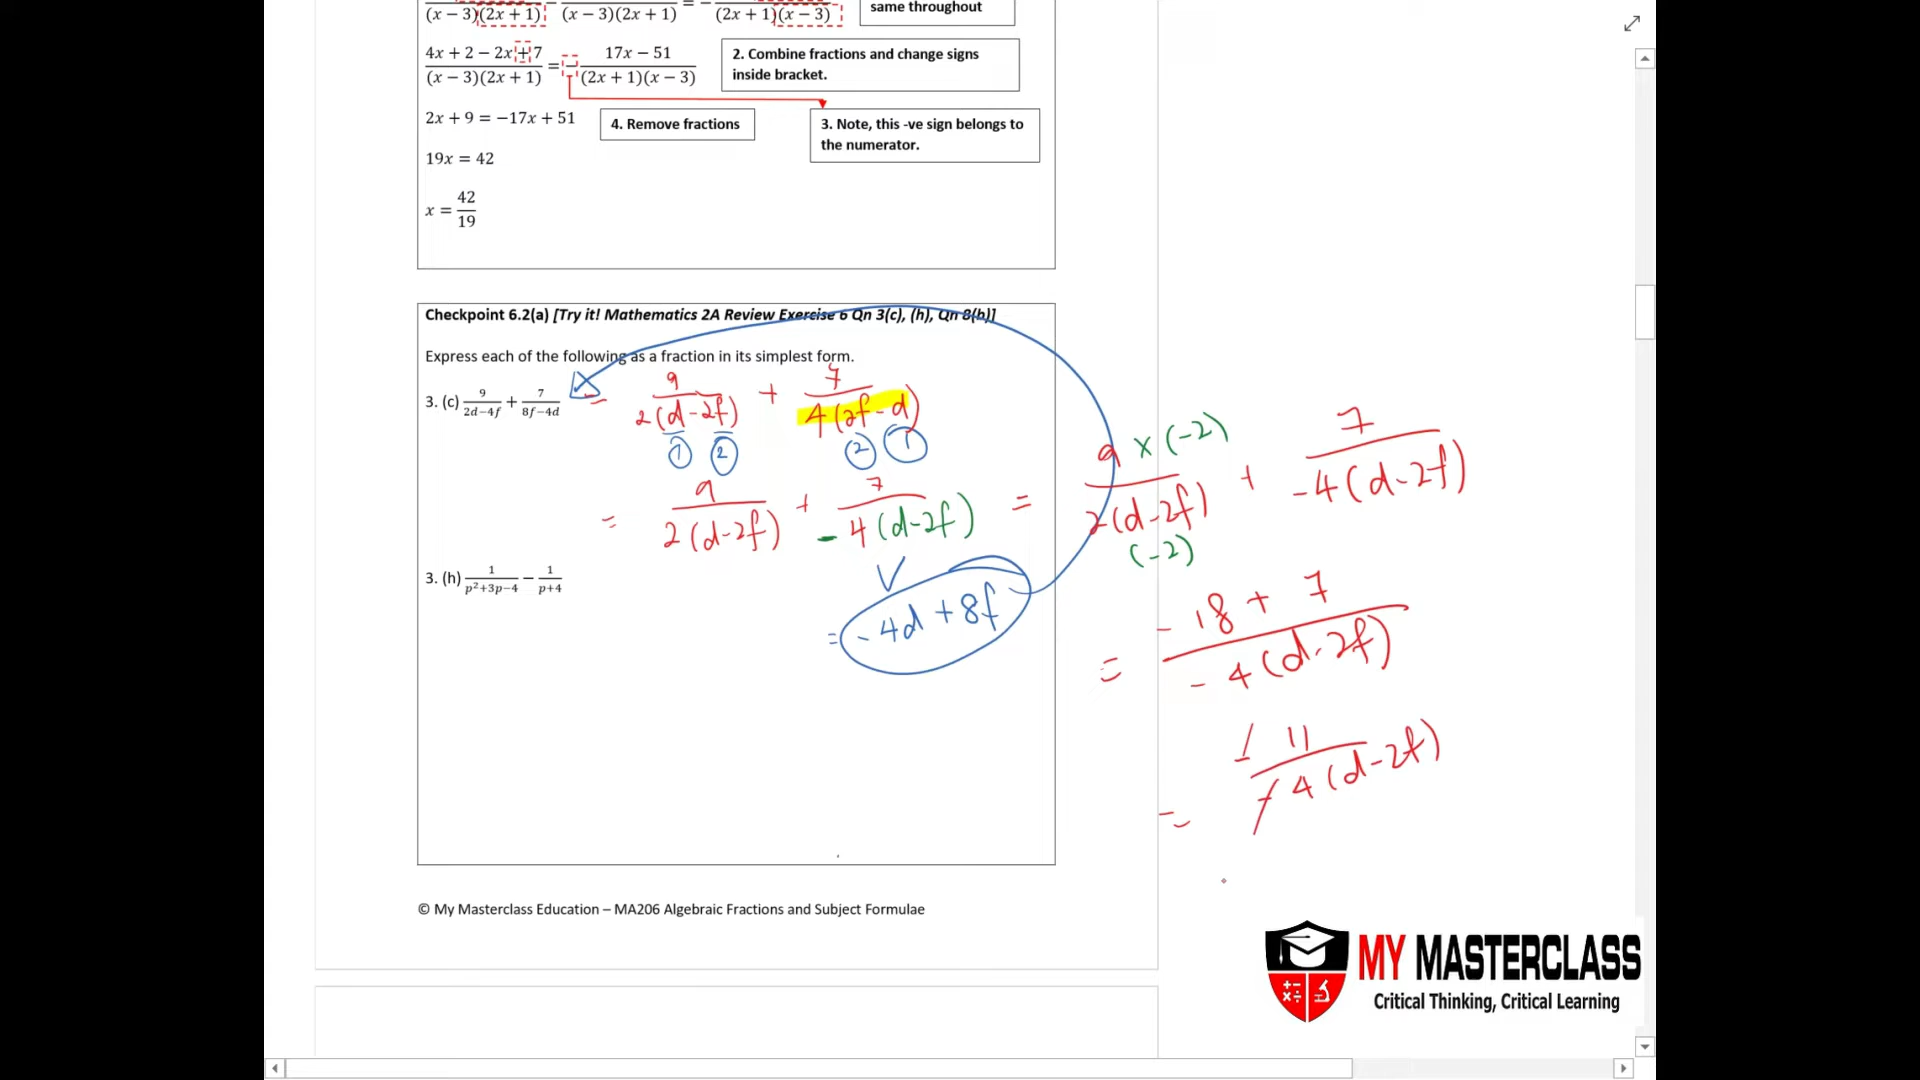 (x − 3)(2x + 1) − (x − 3)(2x + 1) = − (2x + 1)(x − 3)
same throughout
4x + 2 − 2x + 7 / (x − 3)(2x + 1) = − 17x − 51 / (2x + 1)(x − 3)
2. Combine fractions and change signs
inside bracket.
2x + 9 = −17x + 51
4. Remove fractions
3. Note, this -ve sign belongs to
the numerator.
19x = 42
x = 42/19
Checkpoint 6.2(a) [Try it! Mathematics 2A Review Exercise 6 Qn 3(c), (h), Qn 8(h)]
Express each of the following as a fraction in its simplest form.
3. (c) 9/(2d−4f) + 7/(8f−4d)
= 9/2(d-2f) + 7/4(2f-d)
① ② ② ①
= 9/2(d-2f) + 7/-4(d-2f)
= 9 x (-2)/2(d-2f)(-2) + 7/-4(d-2f)
= -4d + 8f
= -18 + 7 / -4(d-2f)
= -11 / -4(d-2f)
3. (h) 1/(p²+3p−4) − 1/(p+4)
© My Masterclass Education – MA206 Algebraic Fractions and Subject Formulae
MY MASTERCLASS
Critical Thinking, Critical Learning